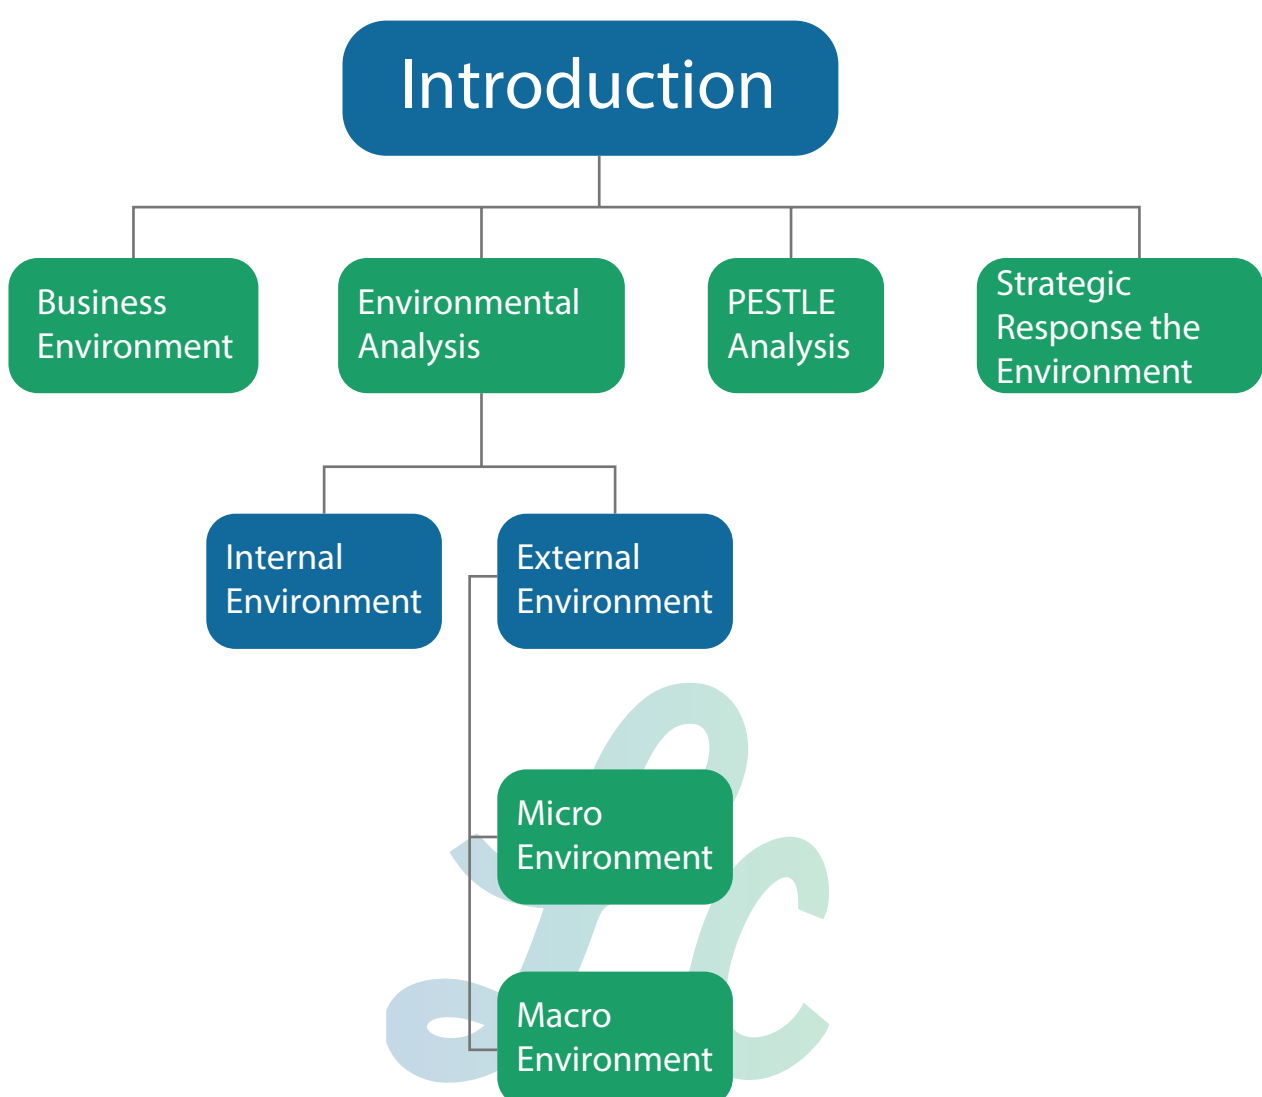 Introduction
Business
Environment
Environmental
Analysis
PESTLE
Analysis
Strategic
Response the
Environment
Internal
Environment
External
Environment
Micro
Environment
Macro
Environment